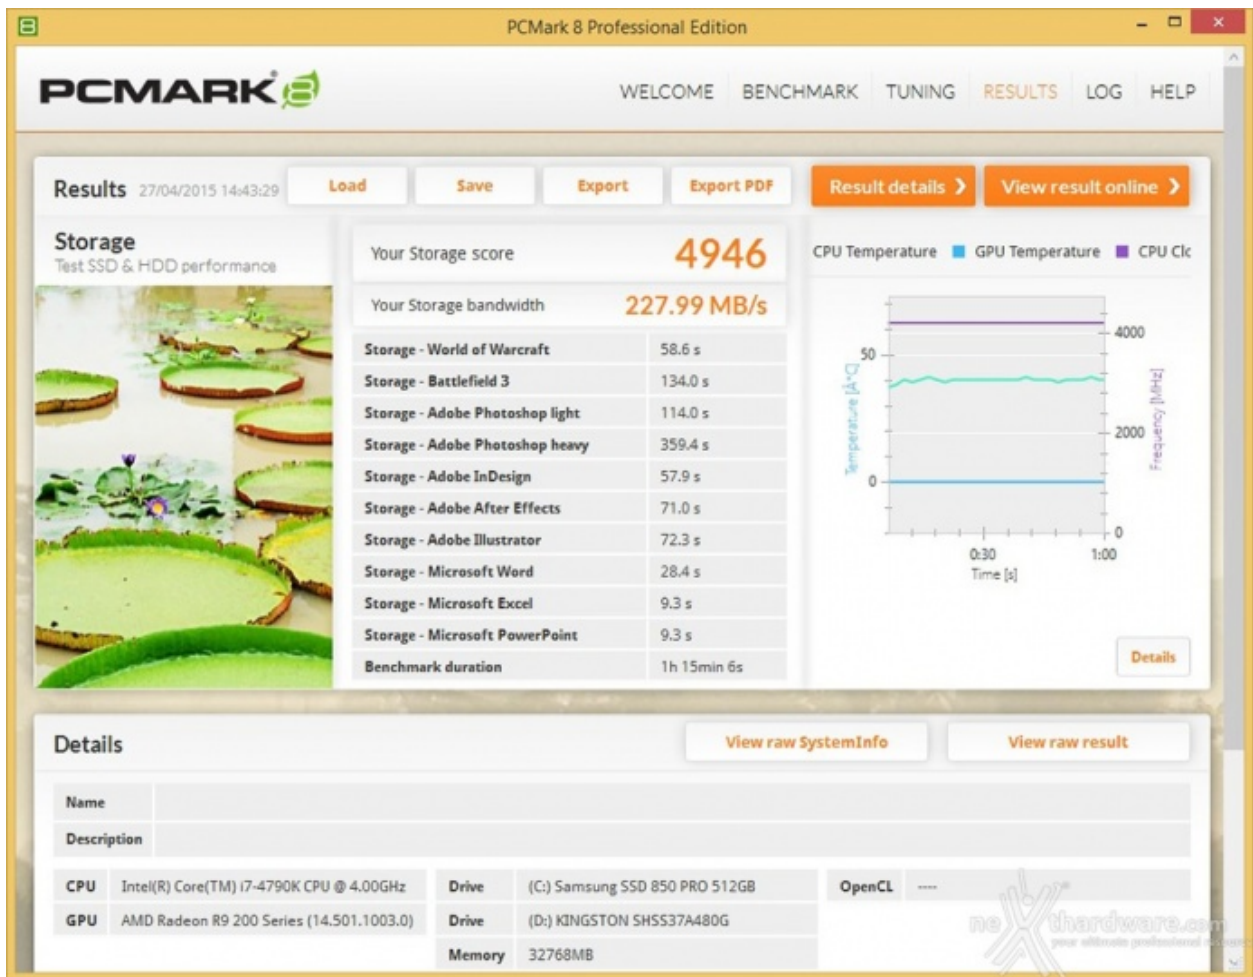 PCMark 8 Professional Edition
PCMARK 8
WELCOME BENCHMARK TUNING RESULTS LOG HELP
Results 27/04/2015 14:43:29 Load Save Export Export PDF Result details View result online
Storage
Test SSD & HDD performance
Your Storage score 4946
Your Storage bandwidth 227.99 MB/s
Storage - World of Warcraft 58.6 s
Storage - Battlefield 3 134.0 s
Storage - Adobe Photoshop light 114.0 s
Storage - Adobe Photoshop heavy 359.4 s
Storage - Adobe InDesign 57.9 s
Storage - Adobe After Effects 71.0 s
Storage - Adobe Illustrator 72.3 s
Storage - Microsoft Word 28.4 s
Storage - Microsoft Excel 9.3 s
Storage - Microsoft PowerPoint 9.3 s
Benchmark duration 1h 15min 6s
CPU Temperature GPU Temperature CPU Clc
50
0
Temperature [Â°C]
4000
2000
0
Frequency [MHz]
0:30 1:00
Time [s]
Details
Details View raw SystemInfo View raw result
Name
Description
CPU Intel(R) Core(TM) i7-4790K CPU @ 4.00GHz Drive (C:) Samsung SSD 850 PRO 512GB OpenCL ----
GPU AMD Radeon R9 200 Series (14.501.1003.0) Drive (D:) KINGSTON SHSS37A480G
Memory 32768MB
nexthardware.com
your ultimate professional